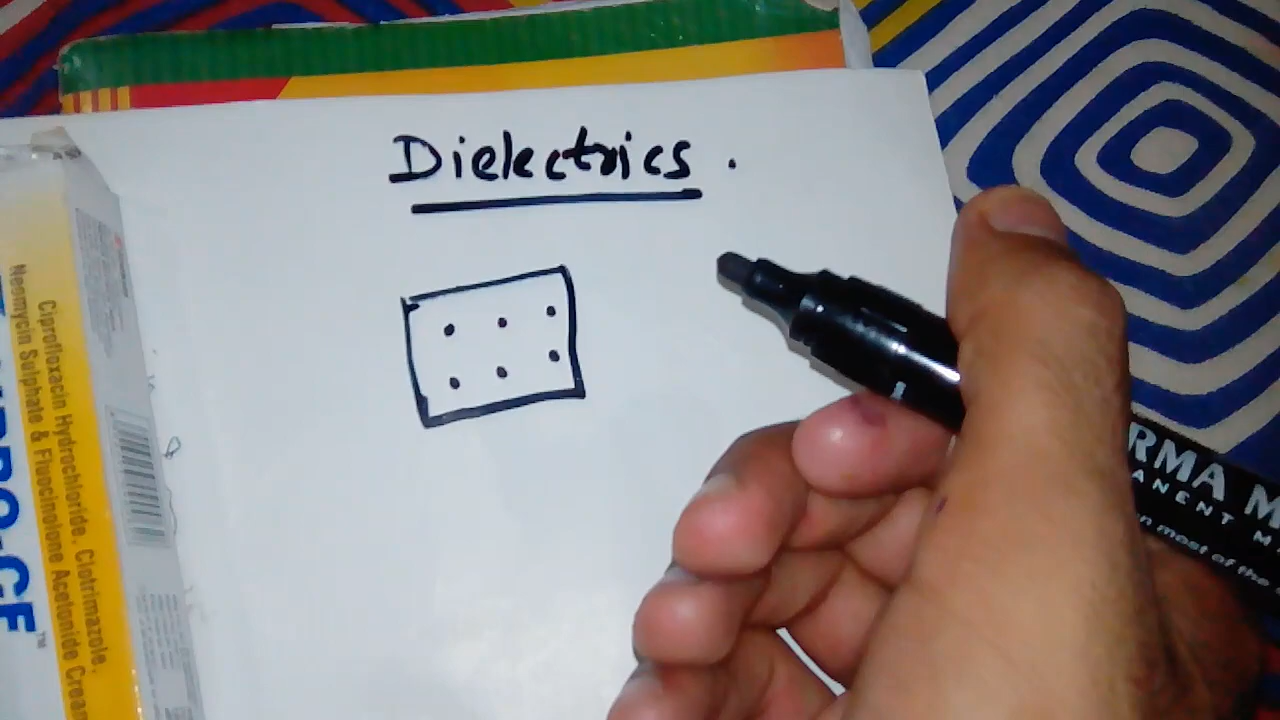 Dielectrics.
Ciprofloxacin Hydrochloride, Clotrimazole,
Neomycin Sulphate & Fluocinolone Acetonide Cream
RMA M
ANENT M
n most of the